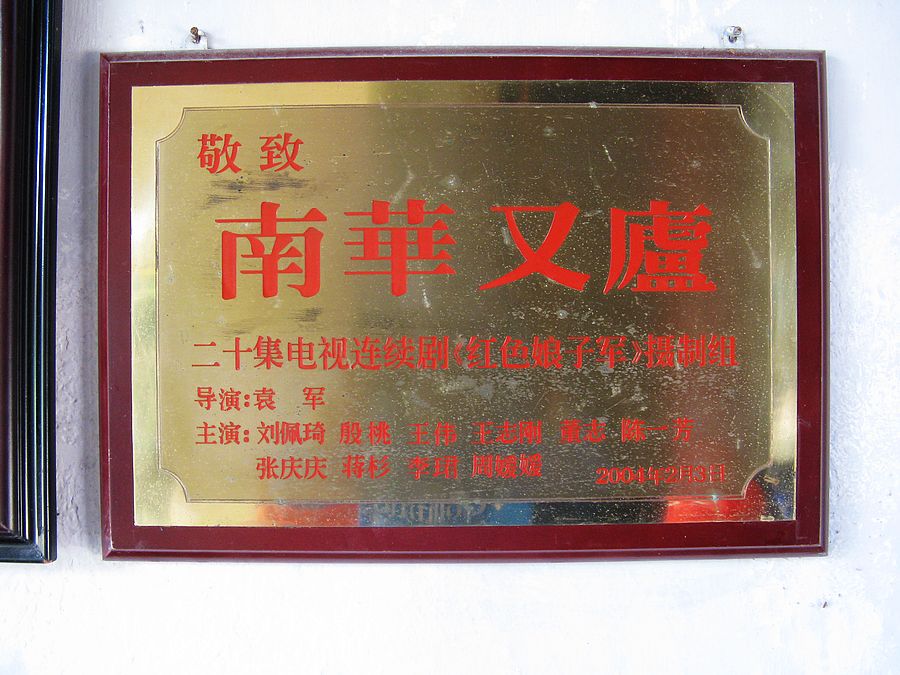 敬致
南華又廬
二十集电视连续剧《红色娘子军》摄制组
导演:袁 军
主演:刘佩琦 殷桃 王伟 王志刚 董志 陈一芳
张庆庆 蒋杉 李珺 周媛媛
2004年2月3日